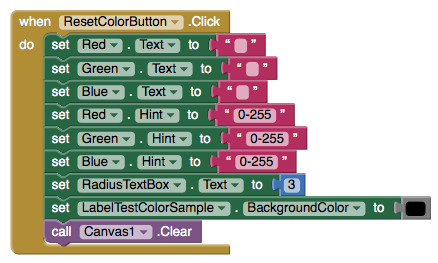 when ResetColorButton .Click
do set Red . Text to “ ”
set Green . Text to “ ”
set Blue . Text to “ ”
set Red . Hint to “ 0-255 ”
set Green . Hint to “ 0-255 ”
set Blue . Hint to “ 0-255 ”
set RadiusTextBox . Text to 3
set LabelTestColorSample . BackgroundColor to
call Canvas1 .Clear